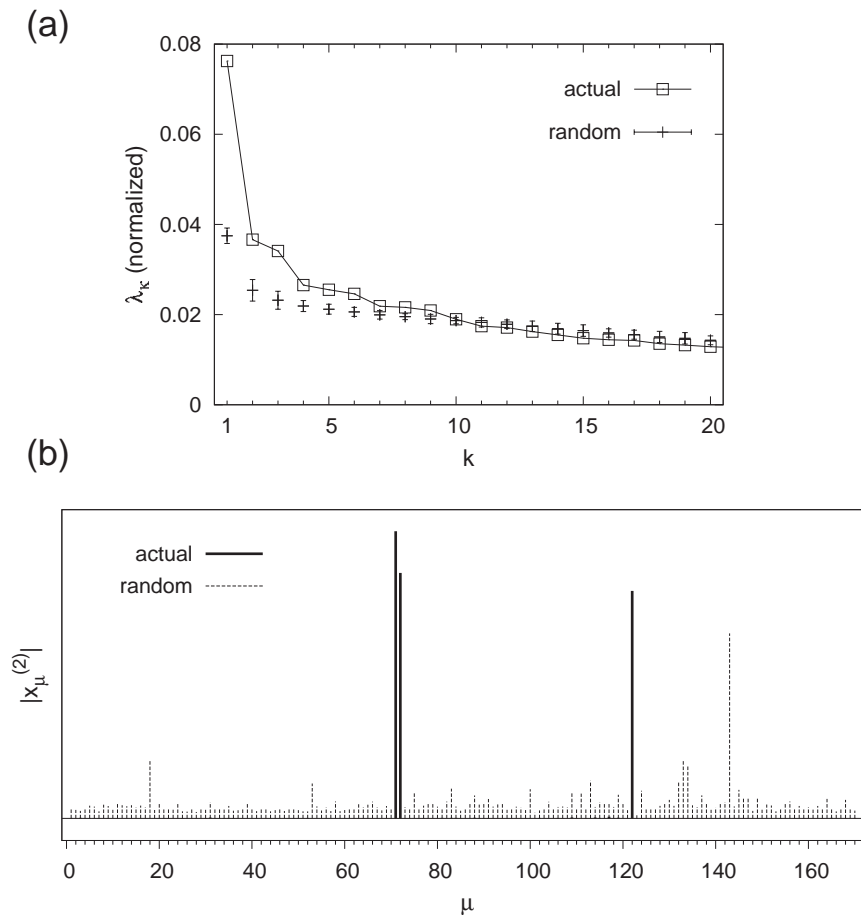 (a)
0.08
0.06
0.04
0.02
0
λκ (normalized)
actual
random
1 5 10 15 20
k
(b)
actual
random
|xμ(2)|
0 20 40 60 80 100 120 140 160
μ